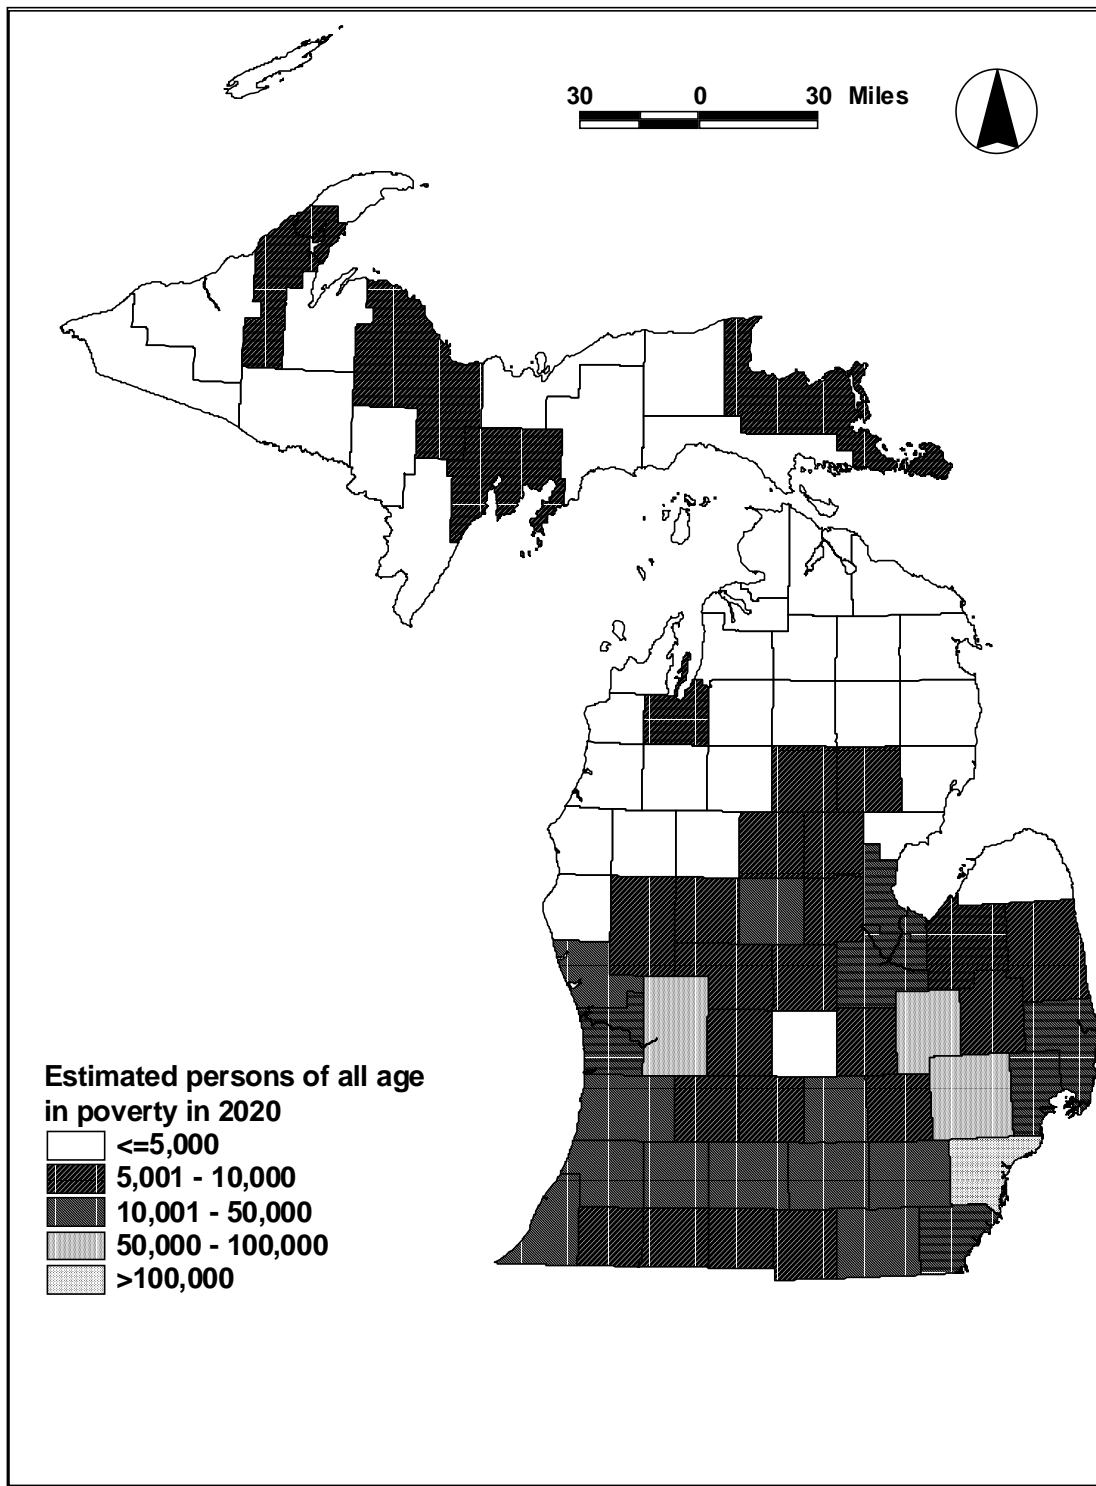 30 0 30 Miles
Estimated persons of all age
in poverty in 2020
<=5,000
5,001 - 10,000
10,001 - 50,000
50,000 - 100,000
>100,000